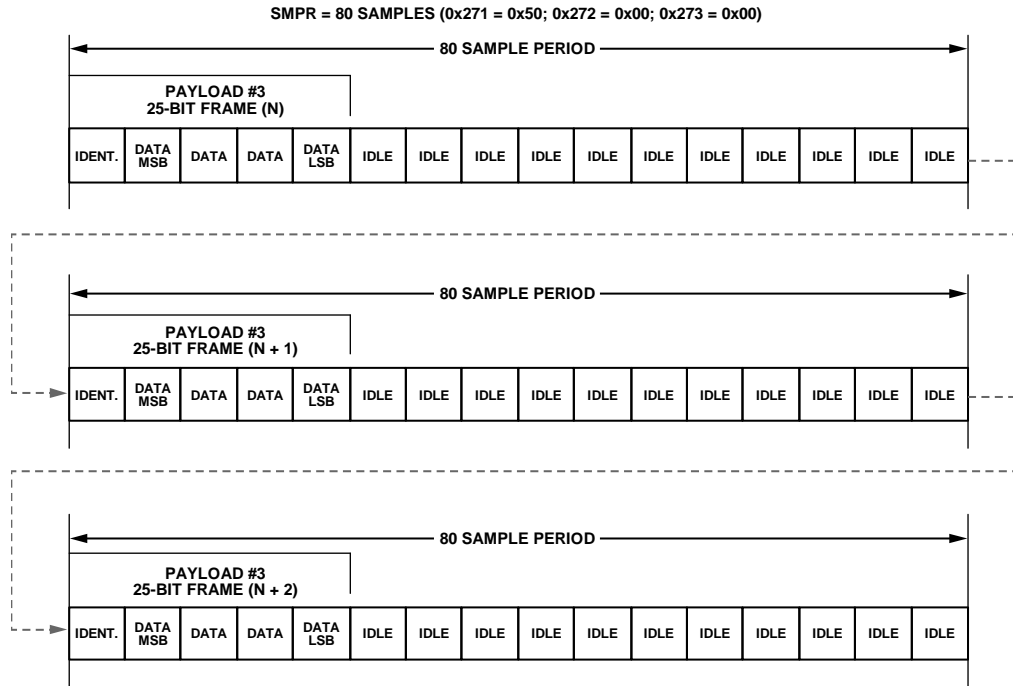 SMPR = 80 SAMPLES (0x271 = 0x50; 0x272 = 0x00; 0x273 = 0x00)
80 SAMPLE PERIOD
PAYLOAD #3
25-BIT FRAME (N)
IDENT. DATA MSB DATA DATA DATA LSB IDLE IDLE IDLE IDLE IDLE IDLE IDLE IDLE IDLE IDLE IDLE
80 SAMPLE PERIOD
PAYLOAD #3
25-BIT FRAME (N + 1)
IDENT. DATA MSB DATA DATA DATA LSB IDLE IDLE IDLE IDLE IDLE IDLE IDLE IDLE IDLE IDLE IDLE
80 SAMPLE PERIOD
PAYLOAD #3
25-BIT FRAME (N + 2)
IDENT. DATA MSB DATA DATA DATA LSB IDLE IDLE IDLE IDLE IDLE IDLE IDLE IDLE IDLE IDLE IDLE